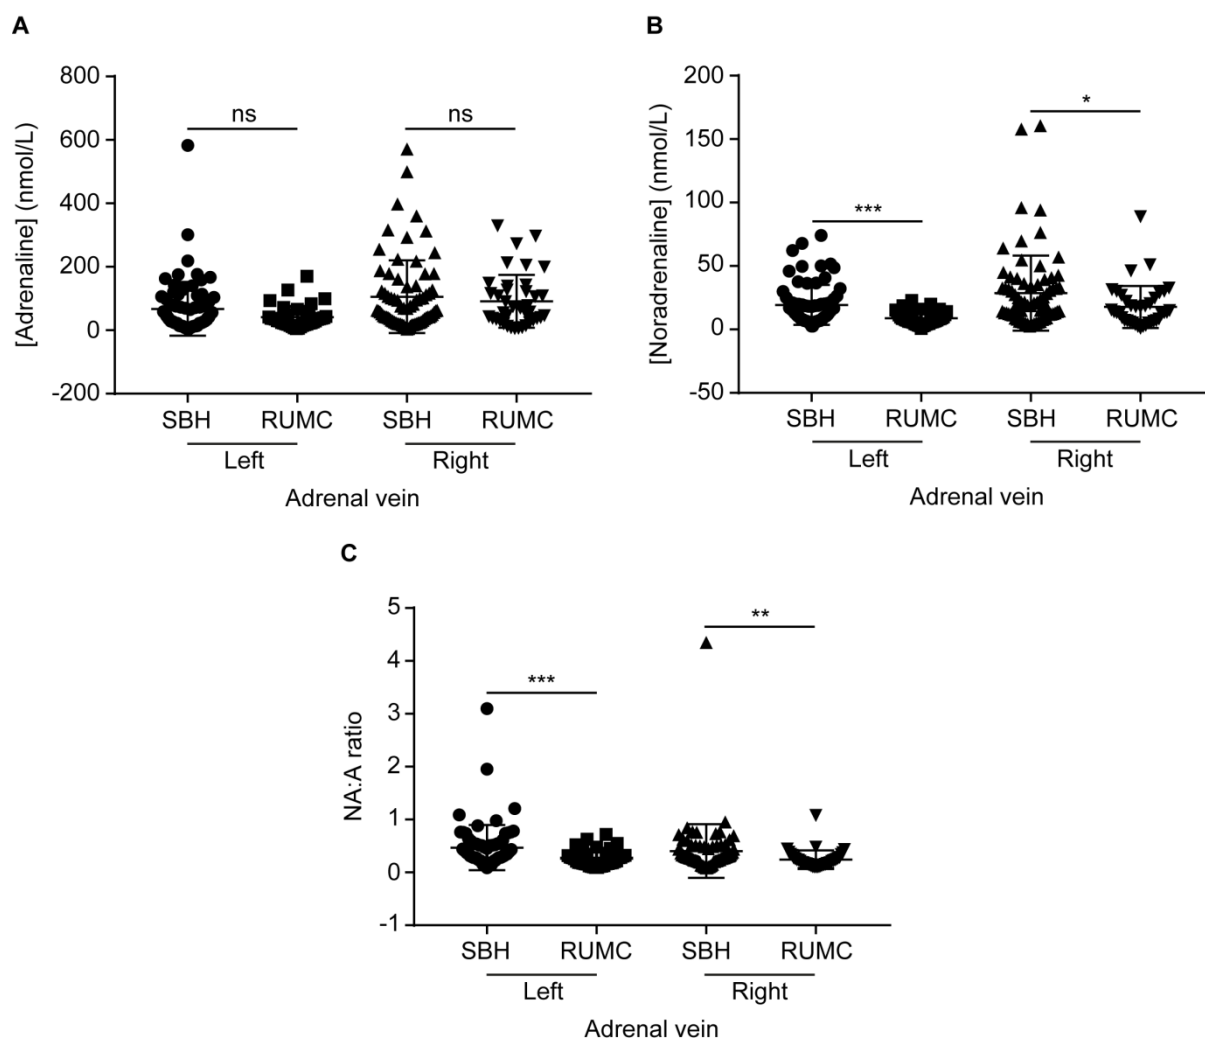 A
[Adrenaline] (nmol/L)
800
600
400
200
0
-200
ns
ns
SBH RUMC SBH RUMC
Left Right
Adrenal vein
B
[Noradrenaline] (nmol/L)
200
150
100
50
0
-50
***
*
SBH RUMC SBH RUMC
Left Right
Adrenal vein
C
NA:A ratio
5
4
3
2
1
0
-1
***
**
SBH RUMC SBH RUMC
Left Right
Adrenal vein